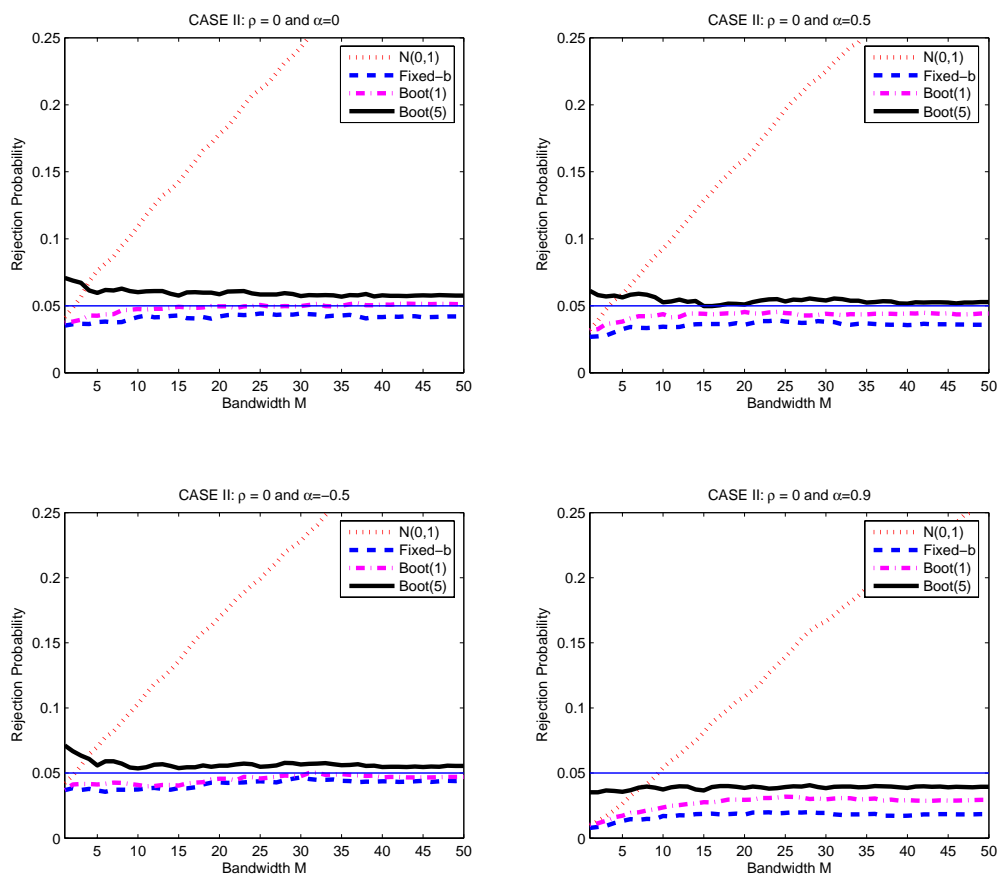 CASE II: ρ = 0 and α=0
0.25
0.2
0.15
0.1
0.05
0
Rejection Probability
N(0,1)
Fixed−b
Boot(1)
Boot(5)
5 10 15 20 25 30 35 40 45 50
Bandwidth M
CASE II: ρ = 0 and α=0.5
0.25
0.2
0.15
0.1
0.05
0
Rejection Probability
N(0,1)
Fixed−b
Boot(1)
Boot(5)
5 10 15 20 25 30 35 40 45 50
Bandwidth M
CASE II: ρ = 0 and α=−0.5
0.25
0.2
0.15
0.1
0.05
0
Rejection Probability
N(0,1)
Fixed−b
Boot(1)
Boot(5)
5 10 15 20 25 30 35 40 45 50
Bandwidth M
CASE II: ρ = 0 and α=0.9
0.25
0.2
0.15
0.1
0.05
0
Rejection Probability
N(0,1)
Fixed−b
Boot(1)
Boot(5)
5 10 15 20 25 30 35 40 45 50
Bandwidth M